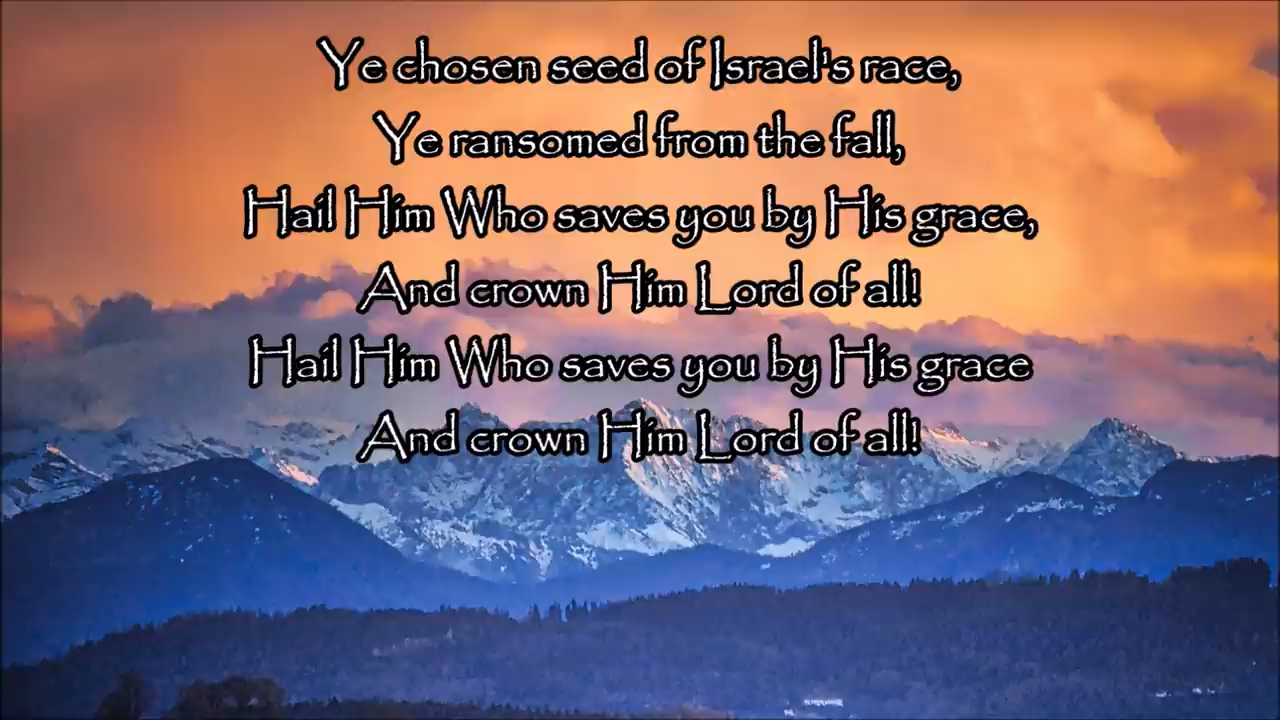 Ye chosen seed of Israel's race,
Ye ransomed from the fall,
Hail Him Who saves you by His grace,
And crown Him Lord of all!
Hail Him Who saves you by His grace
And crown Him Lord of all!